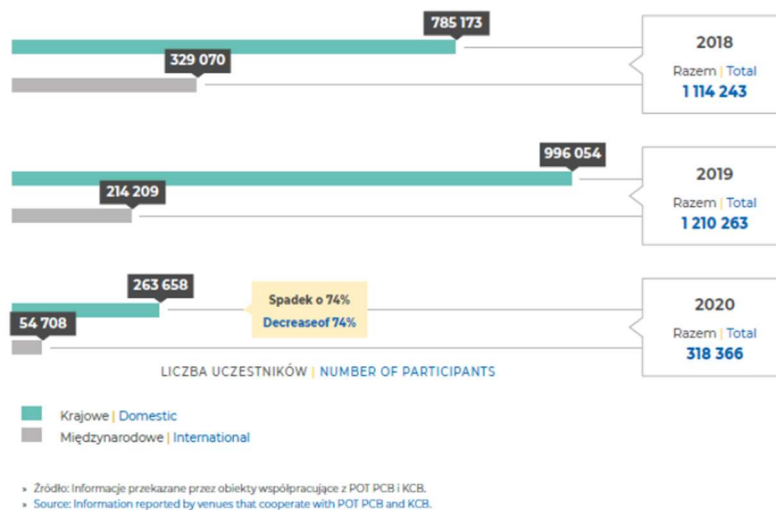 785 173
2018
329 070
Razem | Total
1 114 243
996 054
2019
214 209
Razem | Total
1 210 263
263 658
Spadek o 74%
2020
54 708
Decreaseof 74%
Razem | Total
318 366
LICZBA UCZESTNIKÓW | NUMBER OF PARTICIPANTS
Krajowe | Domestic
Międzynarodowe | International
» Źródło: Informacje przekazane przez obiekty współpracujące z POT PCB i KCB.
» Source: Information reported by venues that cooperate with POT PCB and KCB.